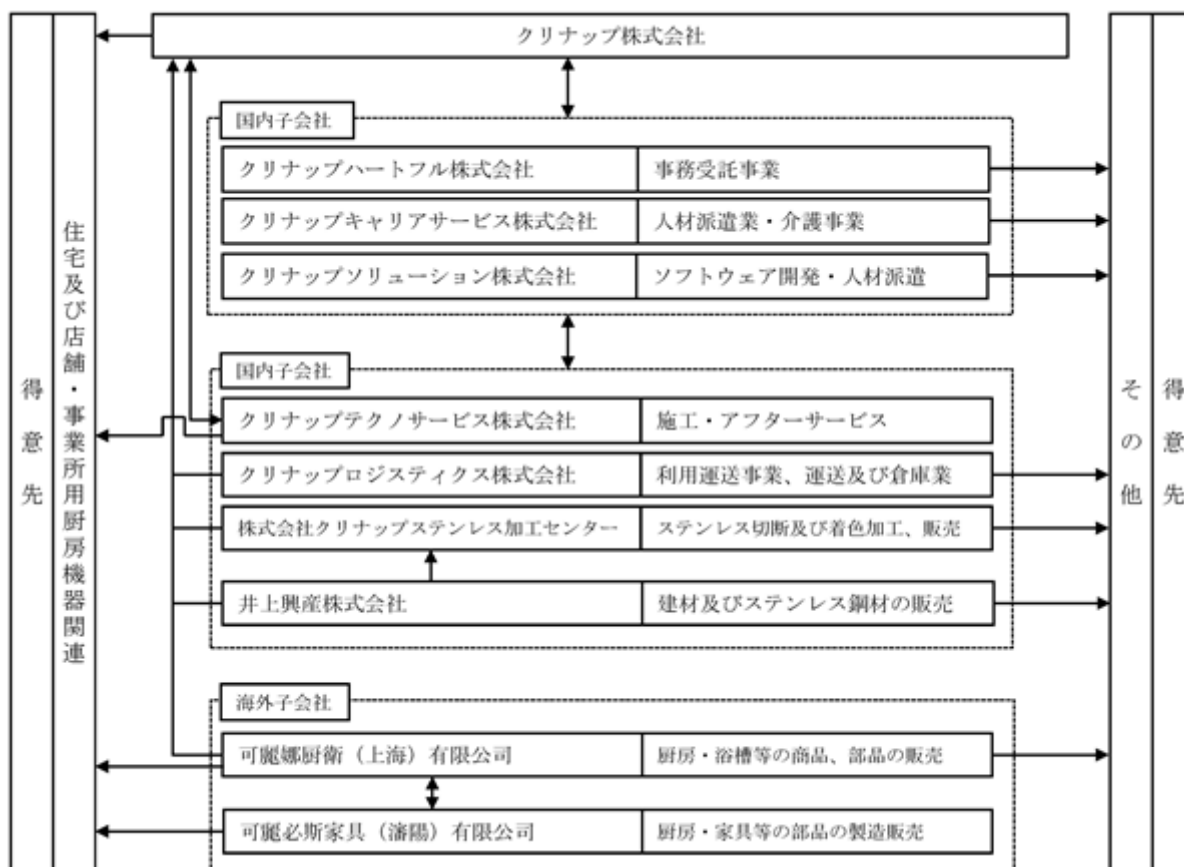 クリナップ株式会社
得意先
住宅及び店舗・事業所用厨房機器関連
国内子会社
クリナップハートフル株式会社 事務受託事業
クリナップキャリアサービス株式会社 人材派遣業・介護事業
クリナップソリューション株式会社 ソフトウェア開発・人材派遣
国内子会社
クリナップテクノサービス株式会社 施工・アフターサービス
クリナップロジスティクス株式会社 利用運送事業、運送及び倉庫業
株式会社クリナップステンレス加工センター ステンレス切断及び着色加工、販売
井上興産株式会社 建材及びステンレス鋼材の販売
海外子会社
可麗娜厨衛(上海)有限公司 厨房・浴槽等の商品、部品の販売
可麗必斯家具(瀋陽)有限公司 厨房・家具等の部品の製造販売
その他
得意先